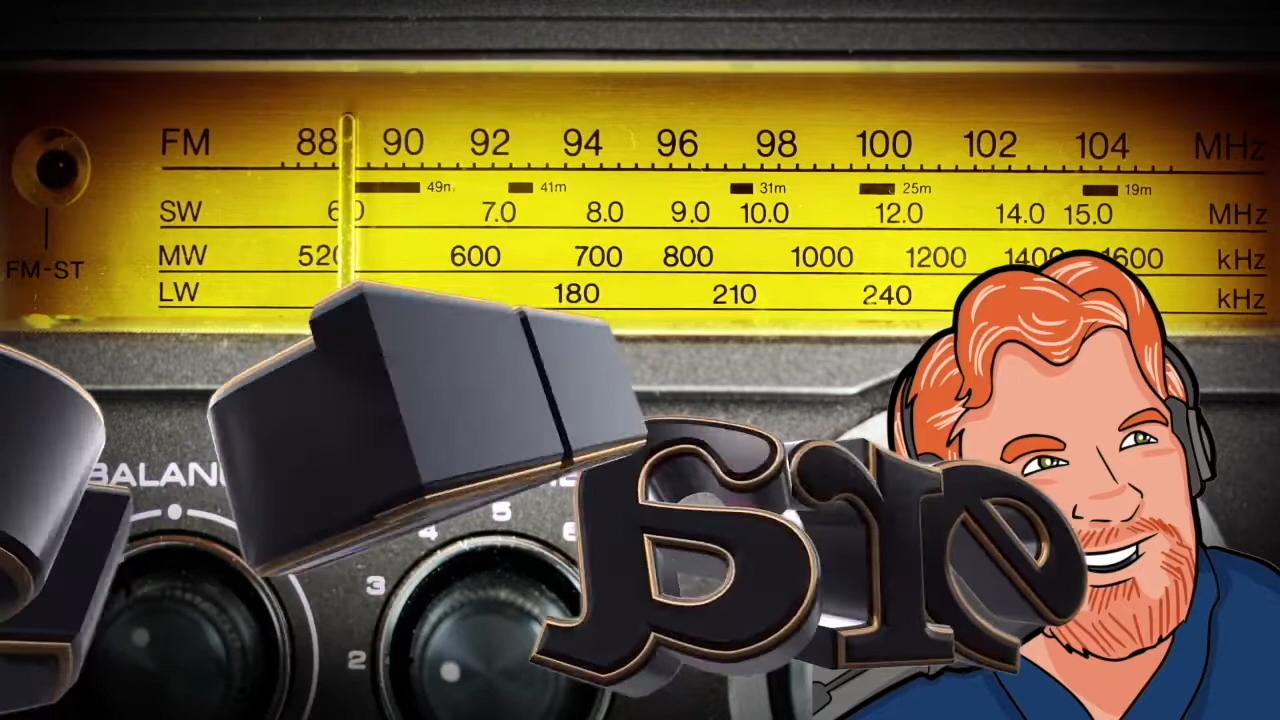 FM 88 90 92 94 96 98 100 102 104 MHz
49m 41m 31m 25m 19m
SW 7.0 8.0 9.0 10.0 12.0 14.0 15.0 MHz
MW 600 700 800 1000 1200 1400 1600 kHz
LW 180 210 240 kHz
FM-ST
5
4
3
2